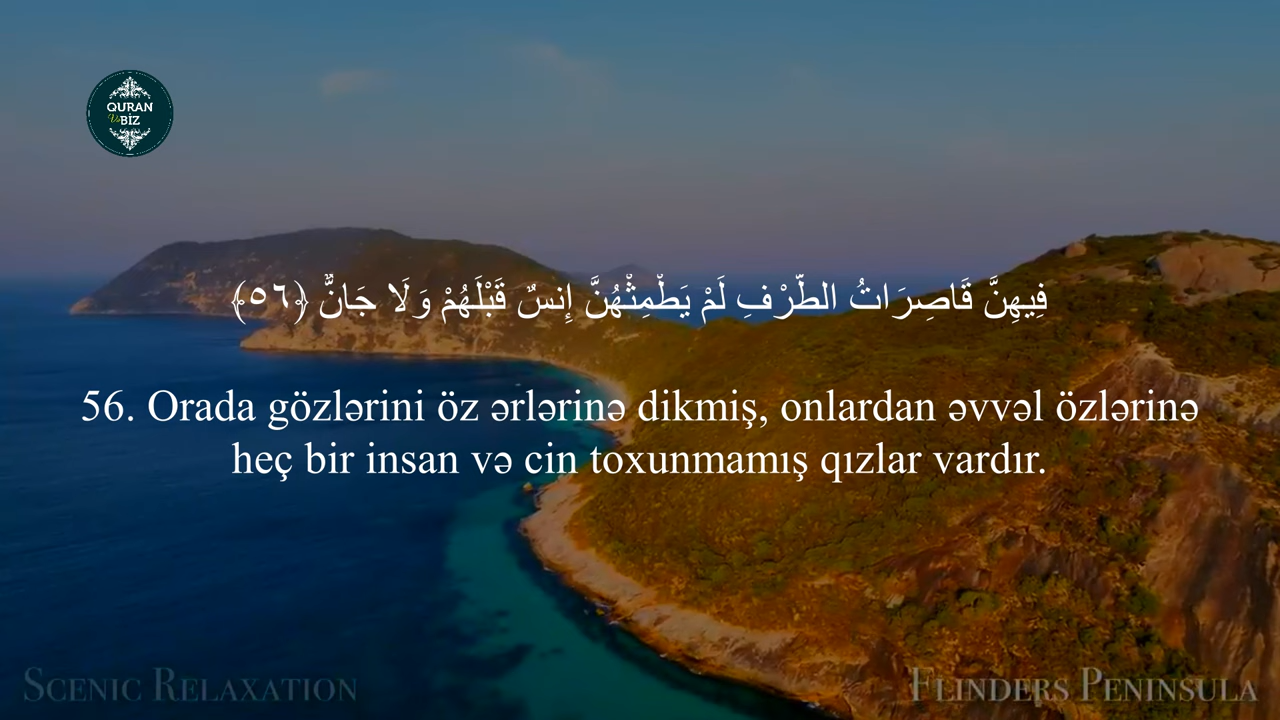 QURAN
Və BİZ
فِيهِنَّ قَاصِرَاتُ الطَّرْفِ لَمْ يَطْمِثْهُنَّ إِنسٌ قَبْلَهُمْ وَلَا جَانٌّ ﴿٥٦﴾
56. Orada gözlərini öz ərlərinə dikmiş, onlardan əvvəl özlərinə
heç bir insan və cin toxunmamış qızlar vardır.
SCENIC RELAXATION
FLINDERS PENINSULA